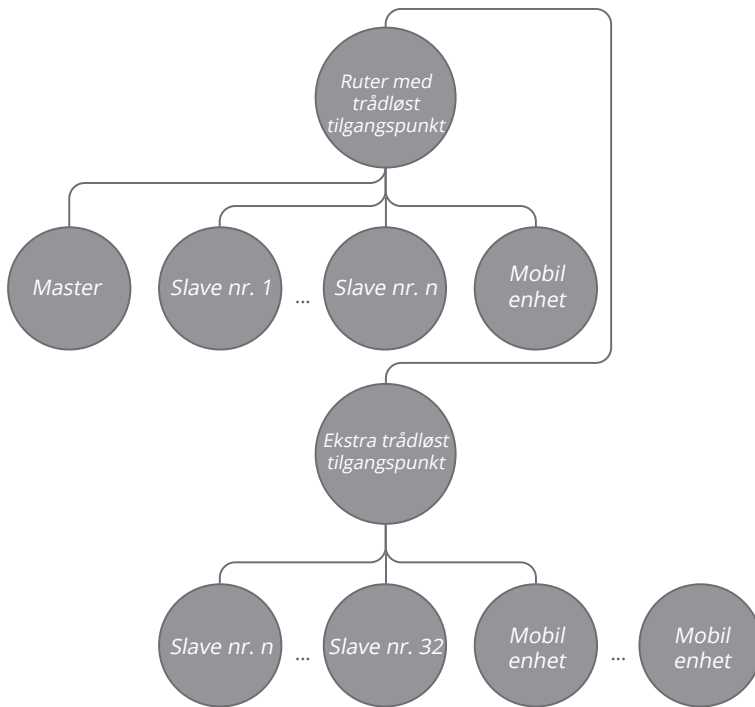 Ruter med
trådløst
tilgangspunkt
Master
Slave nr. 1
...
Slave nr. n
Mobil
enhet
Ekstra trådløst
tilgangspunkt
Slave nr. n
...
Slave nr. 32
Mobil
enhet
...
Mobil
enhet